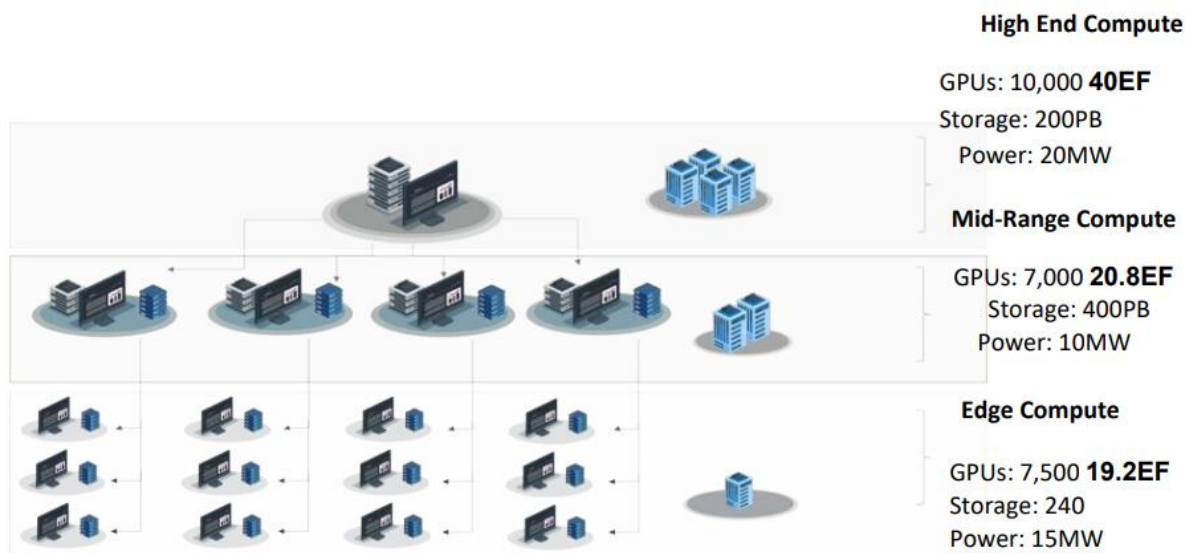 High End Compute
GPUs: 10,000 40EF
Storage: 200PB
Power: 20MW
Mid-Range Compute
GPUs: 7,000 20.8EF
Storage: 400PB
Power: 10MW
Edge Compute
GPUs: 7,500 19.2EF
Storage: 240
Power: 15MW